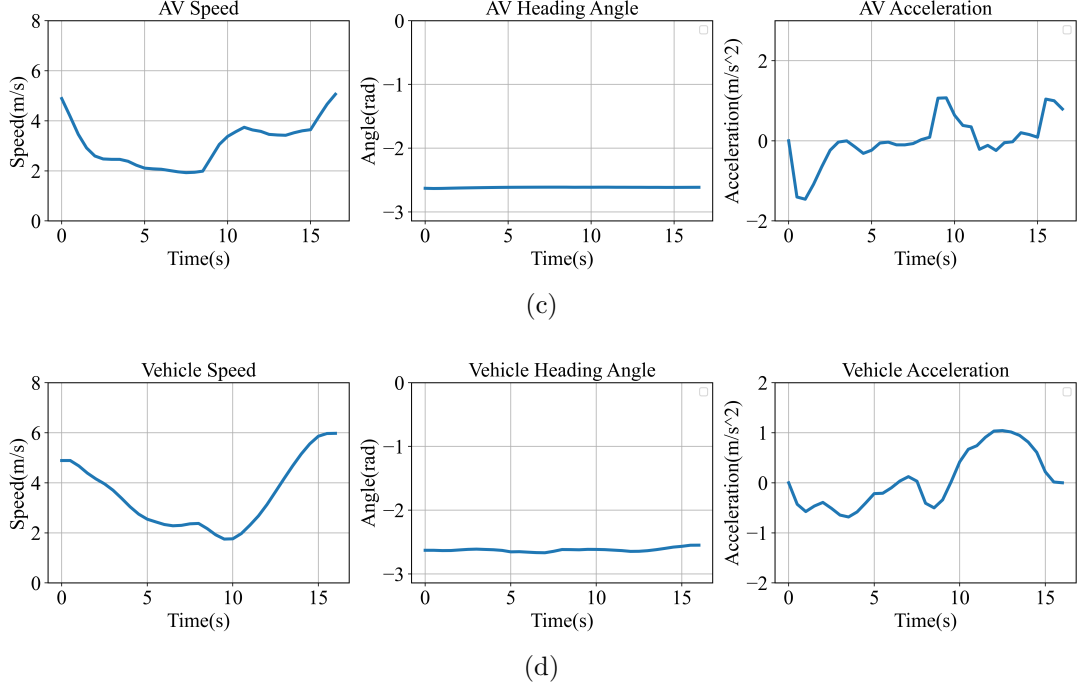 AV Speed
AV Heading Angle
AV Acceleration
8
6
4
2
0
Speed(m/s)
0 5 10 15
Time(s)
0
−1
−2
−3
Angle(rad)
0 5 10 15
Time(s)
2
0
−2
Acceleration(m/s^2)
0 5 10 15
Time(s)
(c)
Vehicle Speed
Vehicle Heading Angle
Vehicle Acceleration
8
6
4
2
0
Speed(m/s)
0 5 10 15
Time(s)
0
−1
−2
−3
Angle(rad)
0 5 10 15
Time(s)
2
1
0
−1
−2
Acceleration(m/s^2)
0 5 10 15
Time(s)
(d)